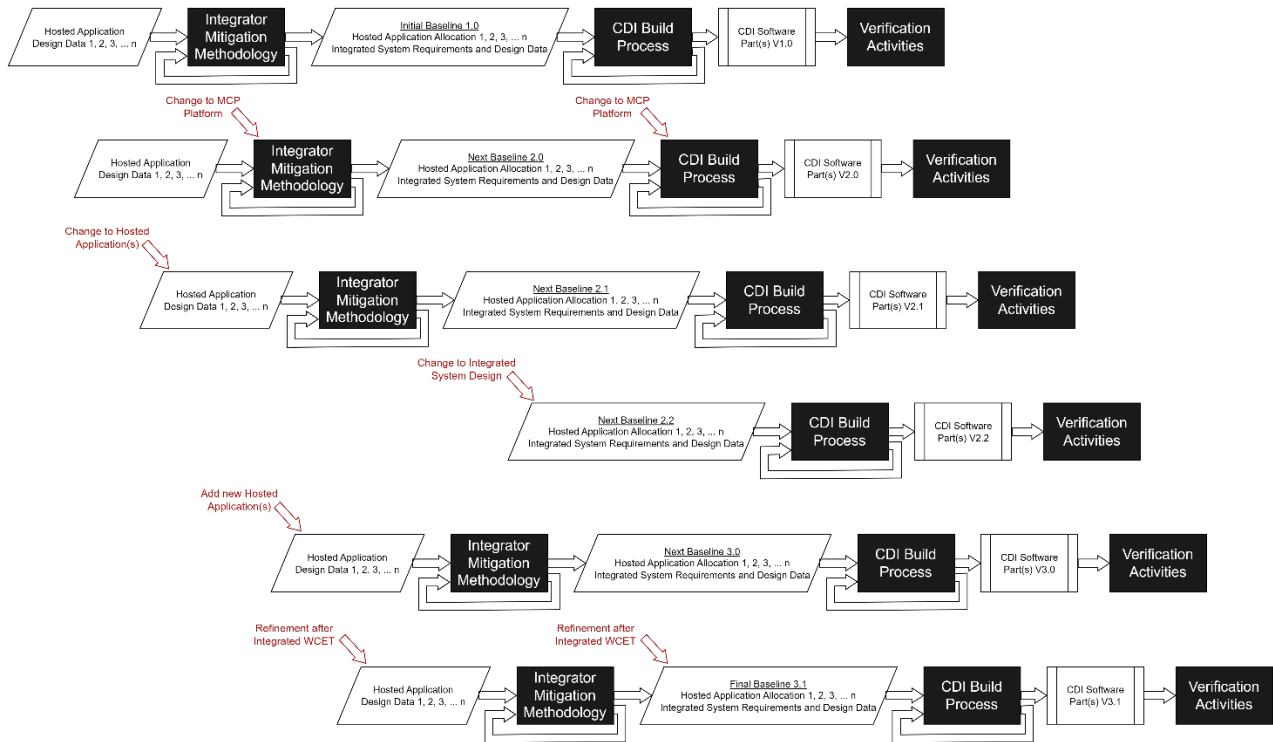 Hosted Application
Design Data 1, 2, 3, ... n
Integrator
Mitigation
Methodology
Initial Baseline 1.0
Hosted Application Allocation 1, 2, 3, ... n
Integrated System Requirements and Design Data
CDI Build
Process
CDI Software
Part(s) V1.0
Verification
Activities
Change to MCP
Platform
Change to MCP
Platform
Hosted Application
Design Data 1, 2, 3, ... n
Integrator
Mitigation
Methodology
Next Baseline 2.0
Hosted Application Allocation 1, 2, 3, ... n
Integrated System Requirements and Design Data
CDI Build
Process
CDI Software
Part(s) V2.0
Verification
Activities
Change to Hosted
Application(s)
Hosted Application
Design Data 1, 2, 3, ... n
Integrator
Mitigation
Methodology
Next Baseline 2.1
Hosted Application Allocation 1, 2, 3, ... n
Integrated System Requirements and Design Data
CDI Build
Process
CDI Software
Part(s) V2.1
Verification
Activities
Change to Integrated
System Design
Next Baseline 2.2
Hosted Application Allocation 1, 2, 3, ... n
Integrated System Requirements and Design Data
CDI Build
Process
CDI Software
Part(s) V2.2
Verification
Activities
Add new Hosted
Application(s)
Hosted Application
Design Data 1, 2. 3, ... n
Integrator
Mitigation
Methodology
Next Baseline 3.0
Hosted Application Allocation 1, 2, 3, ... n
Integrated System Requirements and Design Data
CDI Build
Process
CDI Software
Part(s) V3.0
Verification
Activities
Refinement after
Integrated WCET
Refinement after
Integrated WCET
Hosted Application
Design Data 1, 2, 3, ... n
Integrator
Mitigation
Methodology
Final Baseline 3.1
Hosted Application Allocation 1, 2, 3, ... n
Integrated System Requirements and Design Data
CDI Build
Process
CDI Software
Part(s) V3.1
Verification
Activities